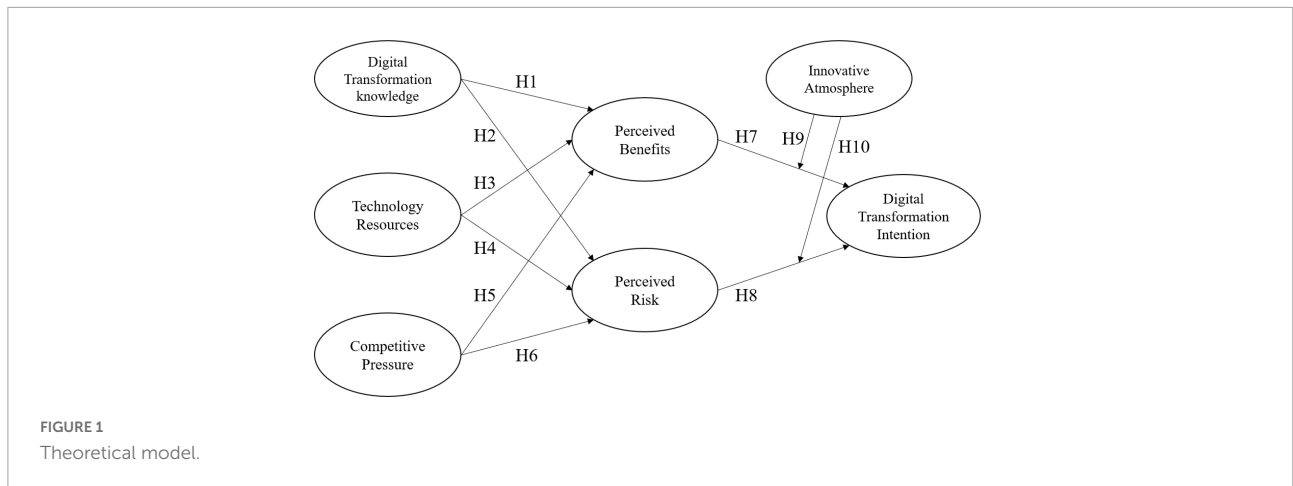 Digital
Transformation
knowledge
H1
H2
Technology
Resources
H3
H4
Competitive
Pressure
H5
H6
Perceived
Benefits
Perceived
Risk
H7
H8
Innovative
Atmosphere
H9
H10
Digital
Transformation
Intention
FIGURE 1
Theoretical model.